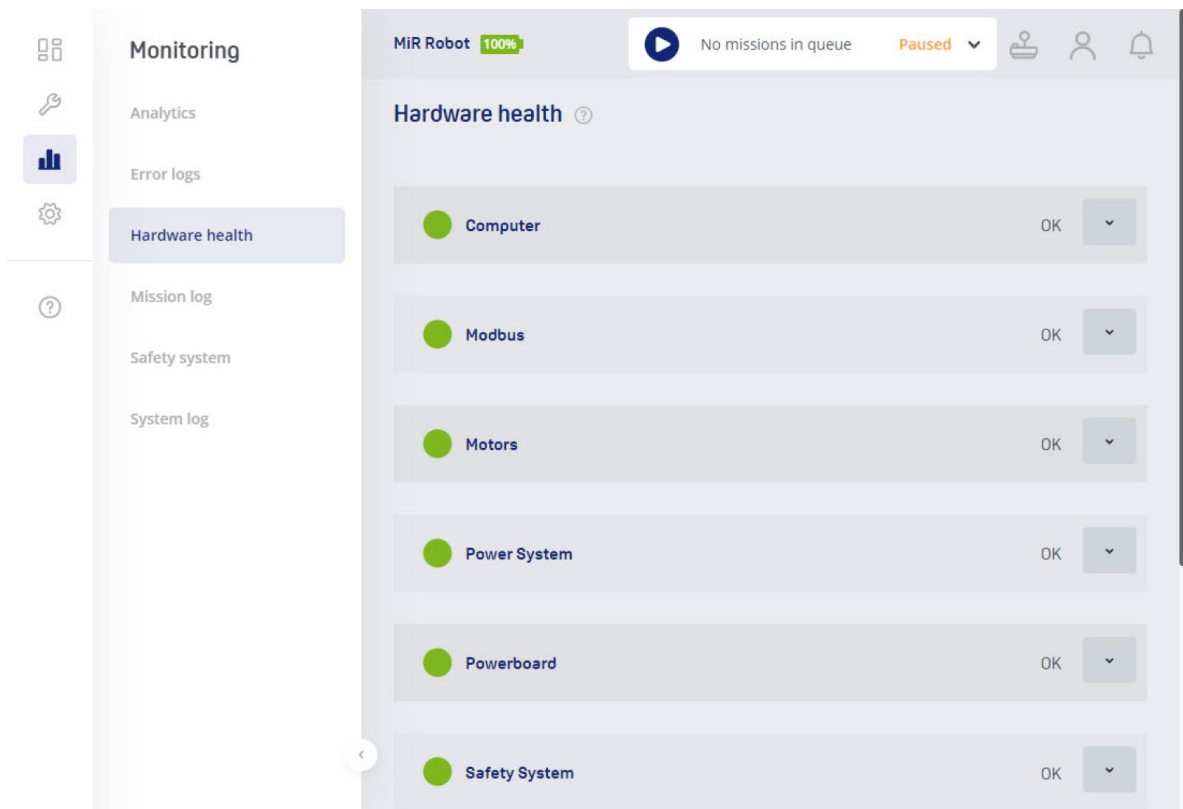 Monitoring
Analytics
Error logs
Hardware health
Mission log
Safety system
System log
MiR Robot 100% No missions in queue Paused
Hardware health ?
Computer OK
Modbus OK
Motors OK
Power System OK
Powerboard OK
Safety System OK